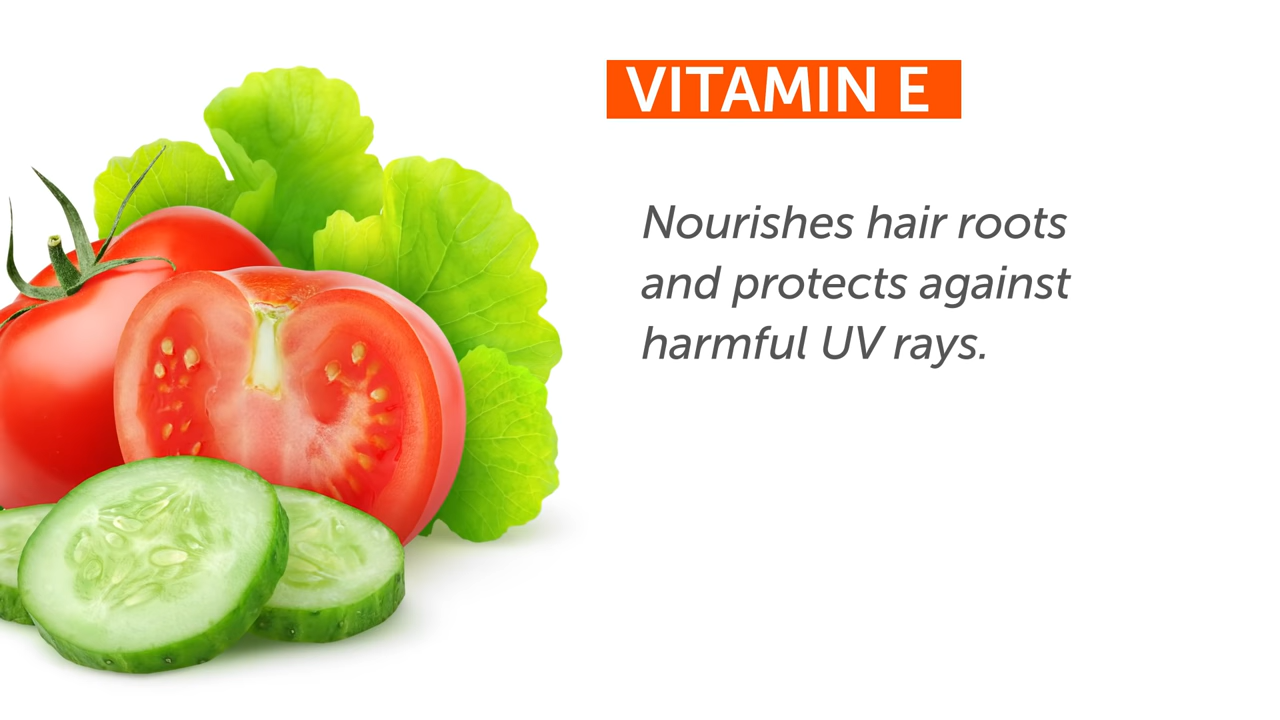 VITAMIN E
Nourishes hair roots
and protects against
harmful UV rays.